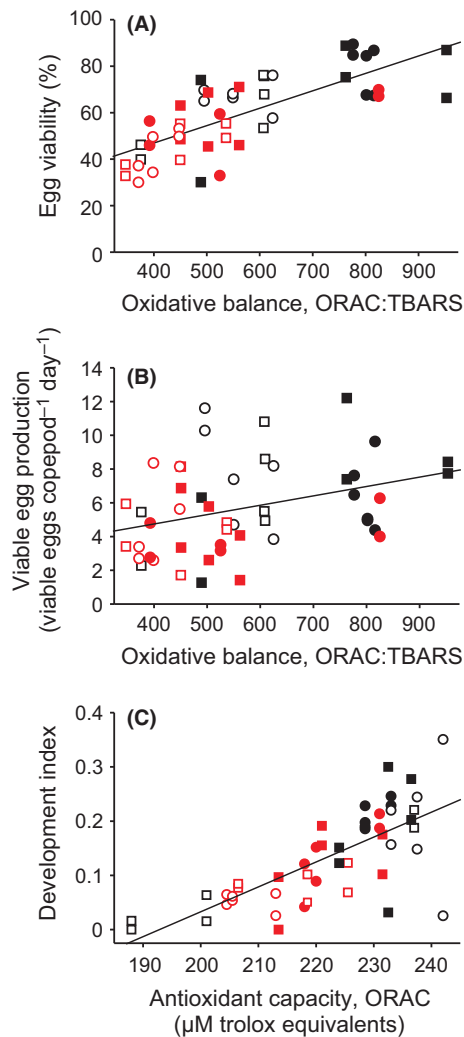 (A)
Egg viability (%)
100
80
60
40
20
0
400 500 600 700 800 900
Oxidative balance, ORAC:TBARS
(B)
Viable egg production
(viable eggs copepod⁻¹ day⁻¹)
14
12
10
8
6
4
2
0
400 500 600 700 800 900
Oxidative balance, ORAC:TBARS
(C)
Development index
0.4
0.3
0.2
0.1
0
190 200 210 220 230 240
Antioxidant capacity, ORAC
(µM trolox equivalents)